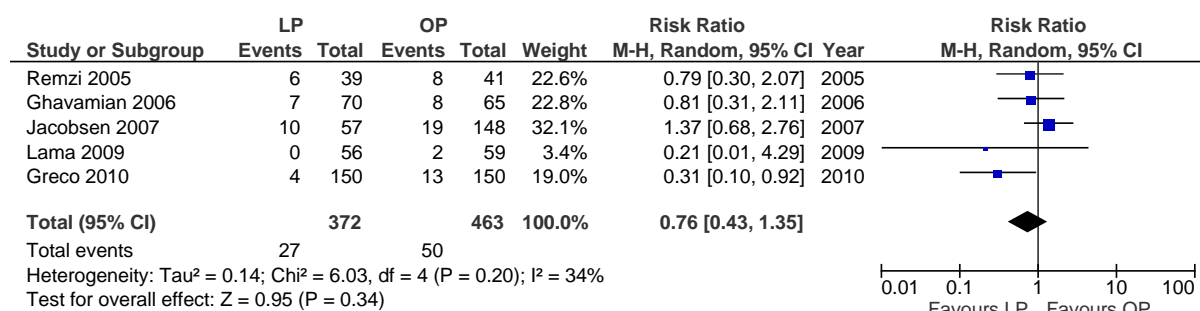 LP OP Risk Ratio Risk Ratio
Study or Subgroup Events Total Events Total Weight M-H, Random, 95% CI Year M-H, Random, 95% CI
Remzi 2005 6 39 8 41 22.6% 0.79 [0.30, 2.07] 2005
Ghavamian 2006 7 70 8 65 22.8% 0.81 [0.31, 2.11] 2006
Jacobsen 2007 10 57 19 148 32.1% 1.37 [0.68, 2.76] 2007
Lama 2009 0 56 2 59 3.4% 0.21 [0.01, 4.29] 2009
Greco 2010 4 150 13 150 19.0% 0.31 [0.10, 0.92] 2010
Total (95% CI) 372 463 100.0% 0.76 [0.43, 1.35]
Total events 27 50
Heterogeneity: Tau² = 0.14; Chi² = 6.03, df = 4 (P = 0.20); I² = 34%
Test for overall effect: Z = 0.95 (P = 0.34)
0.01 0.1 1 10 100
Favours LP Favours OP